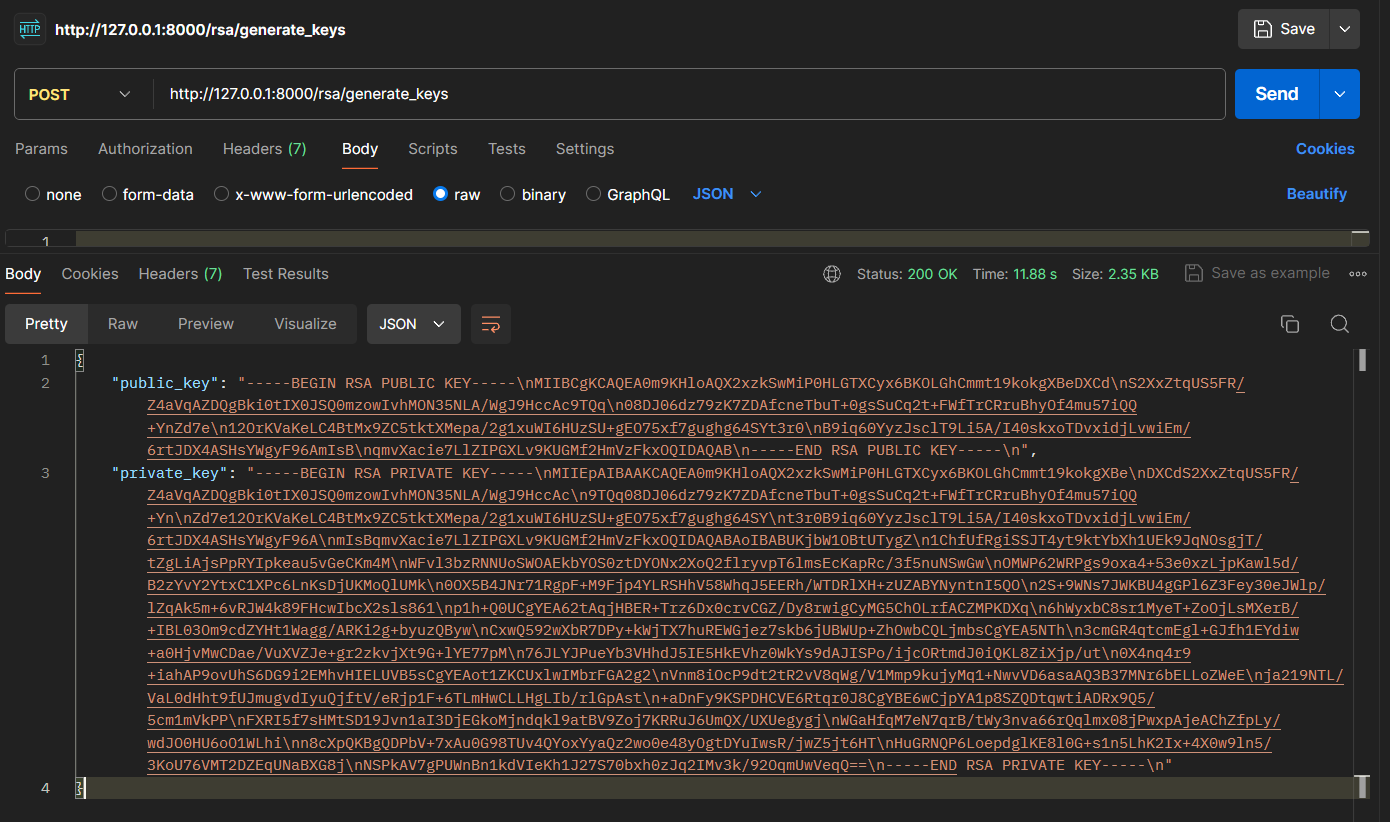 HTTP http://127.0.0.1:8000/rsa/generate_keys Save
POST http://127.0.0.1:8000/rsa/generate_keys Send
Params Authorization Headers (7) Body Scripts Tests Settings Cookies
none form-data x-www-form-urlencoded raw binary GraphQL JSON Beautify
1
Body Cookies Headers (7) Test Results Status: 200 OK Time: 11.88 s Size: 2.35 KB Save as example
Pretty Raw Preview Visualize JSON
1 {
2 "public_key": "-----BEGIN RSA PUBLIC KEY-----\nMIIBCgKCAQEA0m9KHloAQX2xzkSwMiP0HLGTXCyx6BKOLGhCmmt19kokgXBeDXCd\nS2XxZtqUS5FR/
Z4aVqAZDQgBki0tIX0JSQ0mzowIvhMON35NLA/WgJ9HccAc9TQq\n08DJ06dz79zK7ZDAfcneTbuT+0gsSuCq2t+FWfTrCRruBhyOf4mu57iQQ
+YnZd7e\n12OrKVaKeLC4BtMx9ZC5tktXMepa/2g1xuWI6HUzSU+gEO75xf7gughg64SYt3r0\nB9iq60YyzJsclT9Li5A/I40skxoTDvxidjLvwiEm/
6rtJDX4ASHsYWgyF96AmIsB\nqmvXacie7LlZIPGXLv9KUGMf2HmVzFkxOQIDAQAB\n-----END RSA PUBLIC KEY-----\n",
3 "private_key": "-----BEGIN RSA PRIVATE KEY-----\nMIIEpAIBAAKCAQEA0m9KHloAQX2xzkSwMiP0HLGTXCyx6BKOLGhCmmt19kokgXBe\nDXCdS2XxZtqUS5FR/
Z4aVqAZDQgBki0tIX0JSQ0mzowIvhMON35NLA/WgJ9HccAc\n9TQq08DJ06dz79zK7ZDAfcneTbuT+0gsSuCq2t+FWfTrCRruBhyOf4mu57iQQ
+Yn\nZd7e12OrKVaKeLC4BtMx9ZC5tktXMepa/2g1xuWI6HUzSU+gEO75xf7gughg64SY\nt3r0B9iq60YyzJsclT9Li5A/I40skxoTDvxidjLvwiEm/
6rtJDX4ASHsYWgyF96A\nmIsBqmvXacie7LlZIPGXLv9KUGMf2HmVzFkxOQIDAQABAoIBABUKjbW1OBtUTygZ\n1ChfUfRgiSSJT4yt9ktYbXh1UEk9JqNOsgjT/
tZgLiAjsPpRYIpkeau5vGeCKm4M\nWFvl3bzRNNUoSWOAEkbYOS0ztDYONx2XoQ2flryvpT6lmsEcKapRc/3f5nuNSwGw\nOMWP62WRPgs9oxa4+53e0xzLjpKawl5d/
B2zYvY2YtxC1XPc6LnKsDjUKMoQlUMk\n0OX5B4JNr71RgpF+M9Fjp4YLRSHhV58WhqJ5EERh/WTDRlXH+zUZABYNyntnI5QO\n2S+9WNs7JWKBU4gGPl6Z3Fey30eJWlp/
lZqAk5m+6vRJW4k89FHcwIbcX2sls861\np1h+Q0UCgYEA62tAqjHBER+Trz6Dx0crvCGZ/Dy8rwigCyMG5ChOLrfACZMPKDXq\n6hWyxbC8sr1MyeT+ZoOjLsMXerB/
+IBL03Om9cdZYHt1Wagg/ARKi2g+byuzQByw\nCxwQ592wXbR7DPy+kWjTX7huREWGjez7skb6jUBWUp+ZhOwbCQLjmbsCgYEA5NTh\n3cmGR4qtcmEgl+GJfh1EYdiw
+a0HjvMwCDae/VuXVZJe+gr2zkvjXt9G+lYE77pM\n76JLYJPueYb3VHhdJ5IE5HkEVhz0WkYs9dAJISPo/ijcORtmdJ0iQKL8ZiXjp/ut\n0X4nq4r9
+iahAP9ovUhS6DG9i2EMhvHIELUVB5sCgYEAot1ZKCUxlwIMbrFGA2g2\nVnm8iOcP9dt2tR2vV8qWg/V1Mmp9kujyMq1+NwvVD6asaAQ3B37MNr6bELLoZWeE\nja219NTL/
VaL0dHht9fUJmugvdIyuQjftV/eRjp1F+6TLmHwCLLHgLIb/rlGpAst\n+aDnFy9KSPDHCVE6Rtqr0J8CgYBE6wCjpYA1p8SZQDtqwtiADRx9Q5/
5cm1mVkPP\nFXRI5f7sHMtSD19Jvn1aI3DjEGkoMjndqkl9atBV9Zoj7KRRuJ6UmQX/UXUegygj\nWGaHfqM7eN7qrB/tWy3nva66rQqlmx08jPwxpAjeAChZfpLy/
wdJO0HU6oO1WLhi\nn8cXpQKBgQDPbV+7xAu0G98TUv4QYoxYyaQz2wo0e48yOgtDYuIwsR/jwZ5jt6HT\nHuGRNQP6LoepdglKE8l0G+s1n5LhK2Ix+4X0w9ln5/
3KoU76VMT2DZEqUNaBXG8j\nNSPkAV7gPUWnBn1kdVIeKh1J27S70bxh0zJq2IMv3k/92OqmUwVeqQ==\n-----END RSA PRIVATE KEY-----\n"
4 }